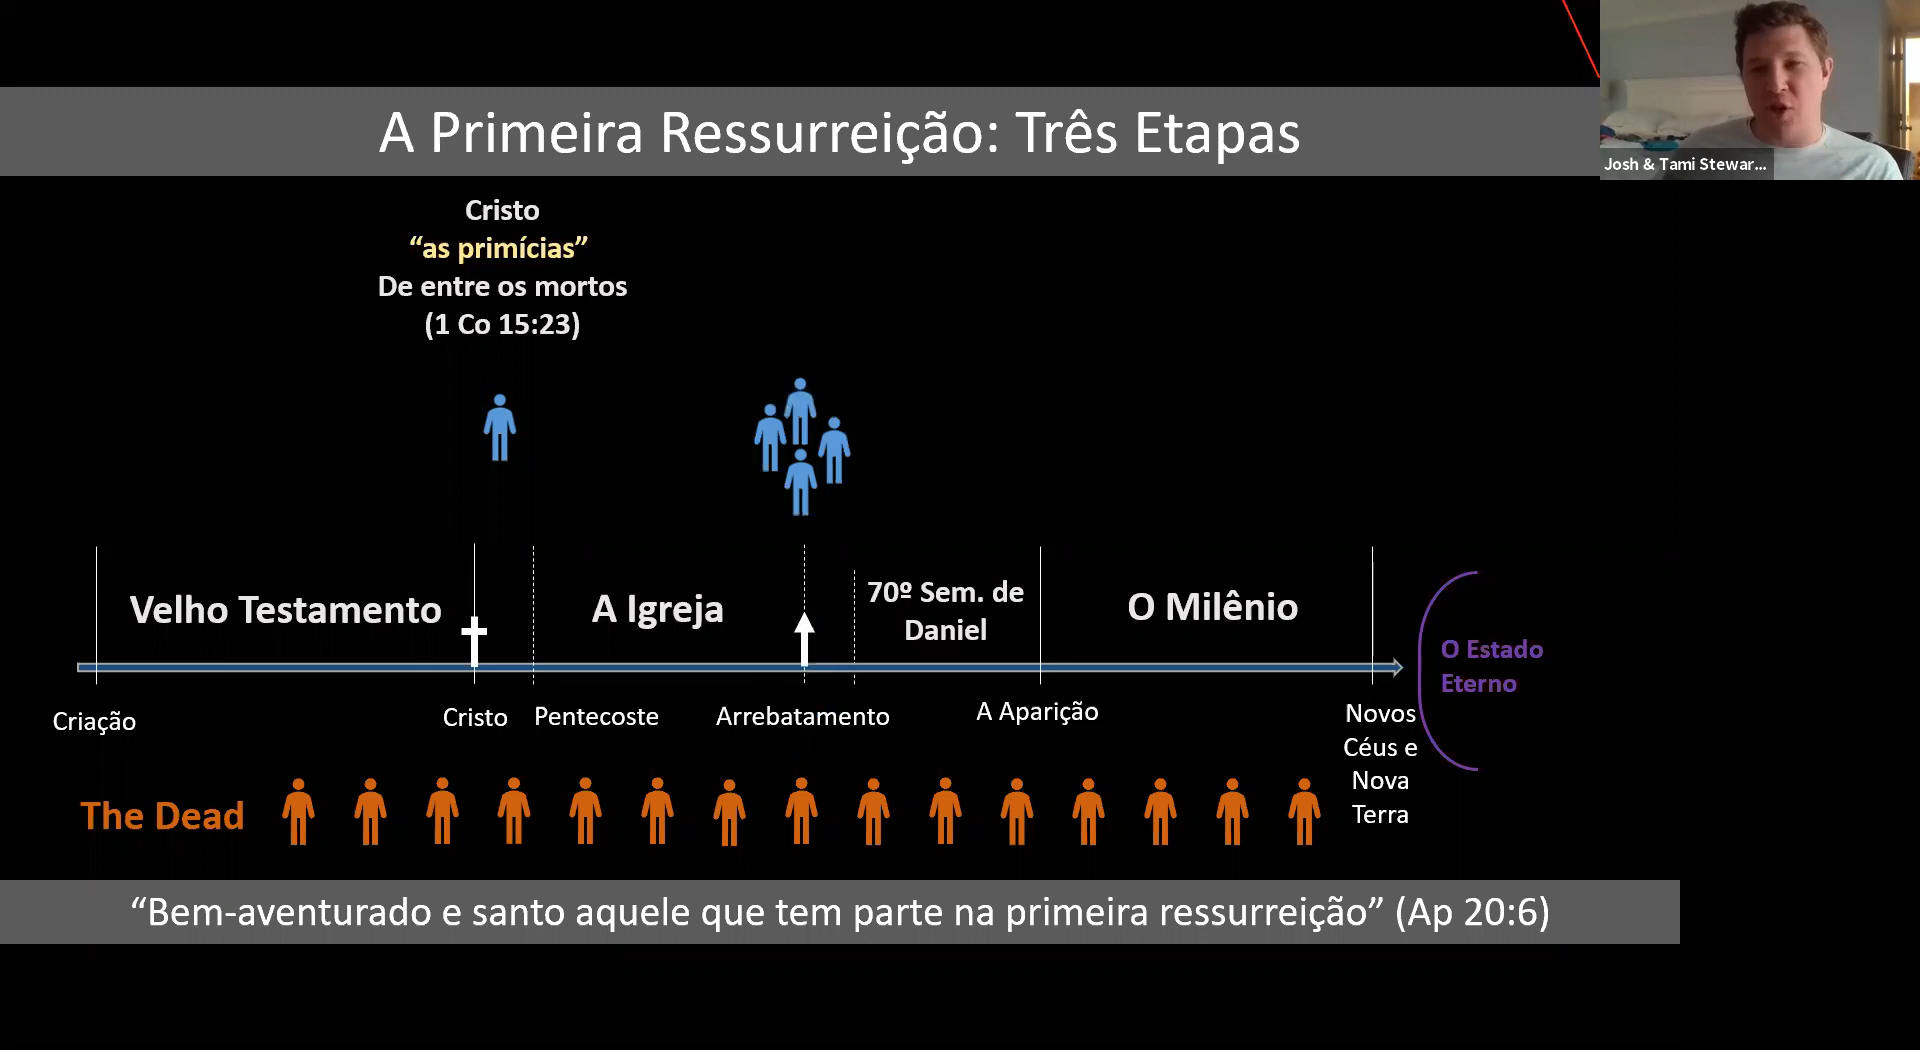 Josh & Tami Stewar...
A Primeira Ressurreição: Três Etapas
Cristo
“as primícias”
De entre os mortos
(1 Co 15:23)
Velho Testamento
A Igreja
70º Sem. de
Daniel
O Milênio
O Estado
Eterno
Criação
Cristo
Pentecoste
Arrebatamento
A Aparição
Novos
Céus e
Nova
Terra
The Dead
“Bem-aventurado e santo aquele que tem parte na primeira ressurreição” (Ap 20:6)